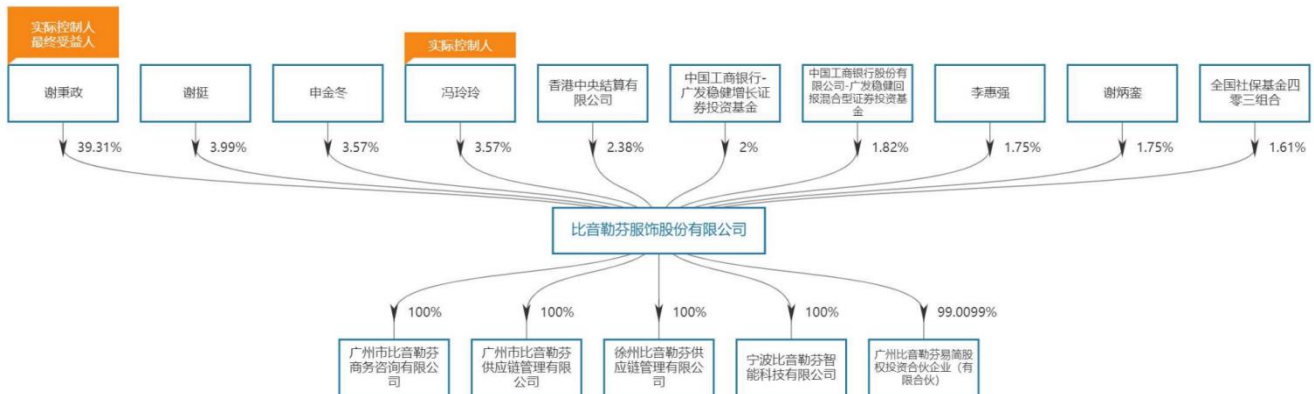 实际控制人
最终受益人
实际控制人
谢秉政
谢挺
申金冬
冯玲玲
香港中央结算有
限公司
中国工商银行-
广发稳健增长证
券投资基金
中国工商银行股份有
限公司-广发稳健回
报混合型证券投资基
金
李惠强
谢炳銮
全国社保基金四
零三组合
39.31%
3.99%
3.57%
3.57%
2.38%
2%
1.82%
1.75%
1.75%
1.61%
比音勒芬服饰股份有限公司
100%
100%
100%
100%
99.0099%
广州市比音勒芬
商务咨询有限公
司
广州市比音勒芬
供应链管理有限
公司
徐州比音勒芬供
应链管理有限公
司
宁波比音勒芬智
能科技有限公司
广州比音勒芬易简股
权投资合伙企业（有
限合伙）